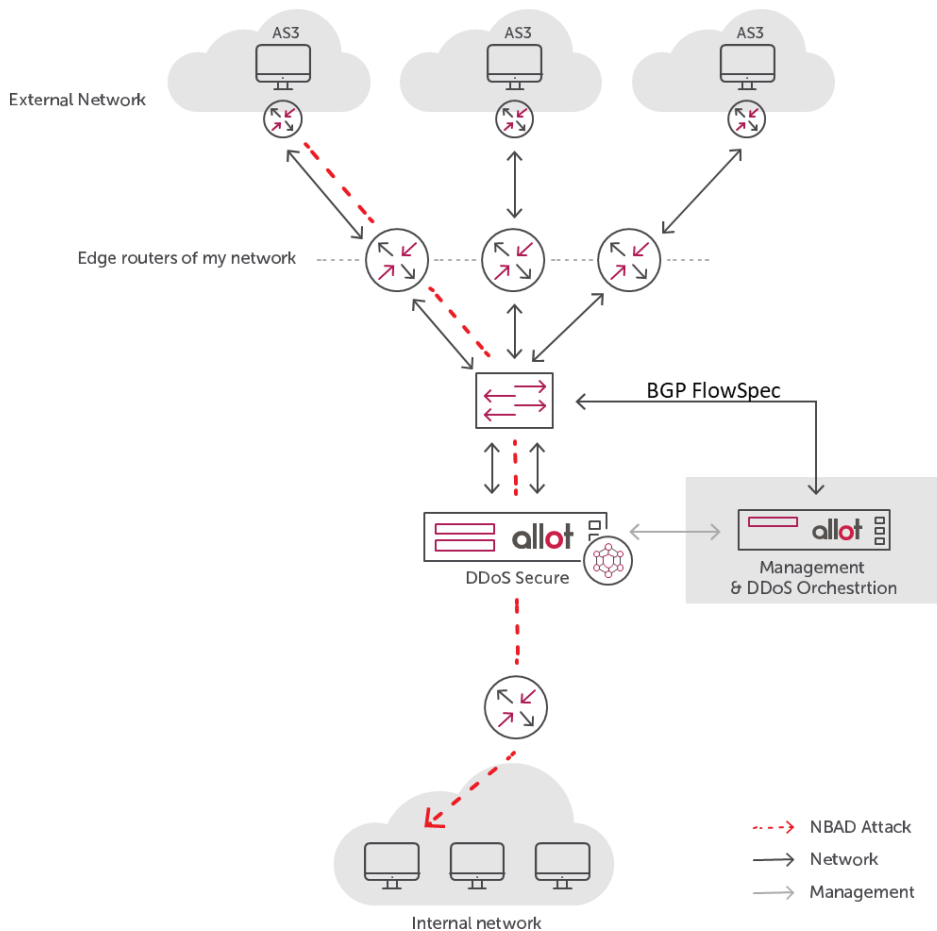 AS3
AS3
AS3
External Network
Edge routers of my network
BGP FlowSpec
allot
allot
DDoS Secure
Management
& DDoS Orchestrtion
NBAD Attack
Network
Management
Internal network